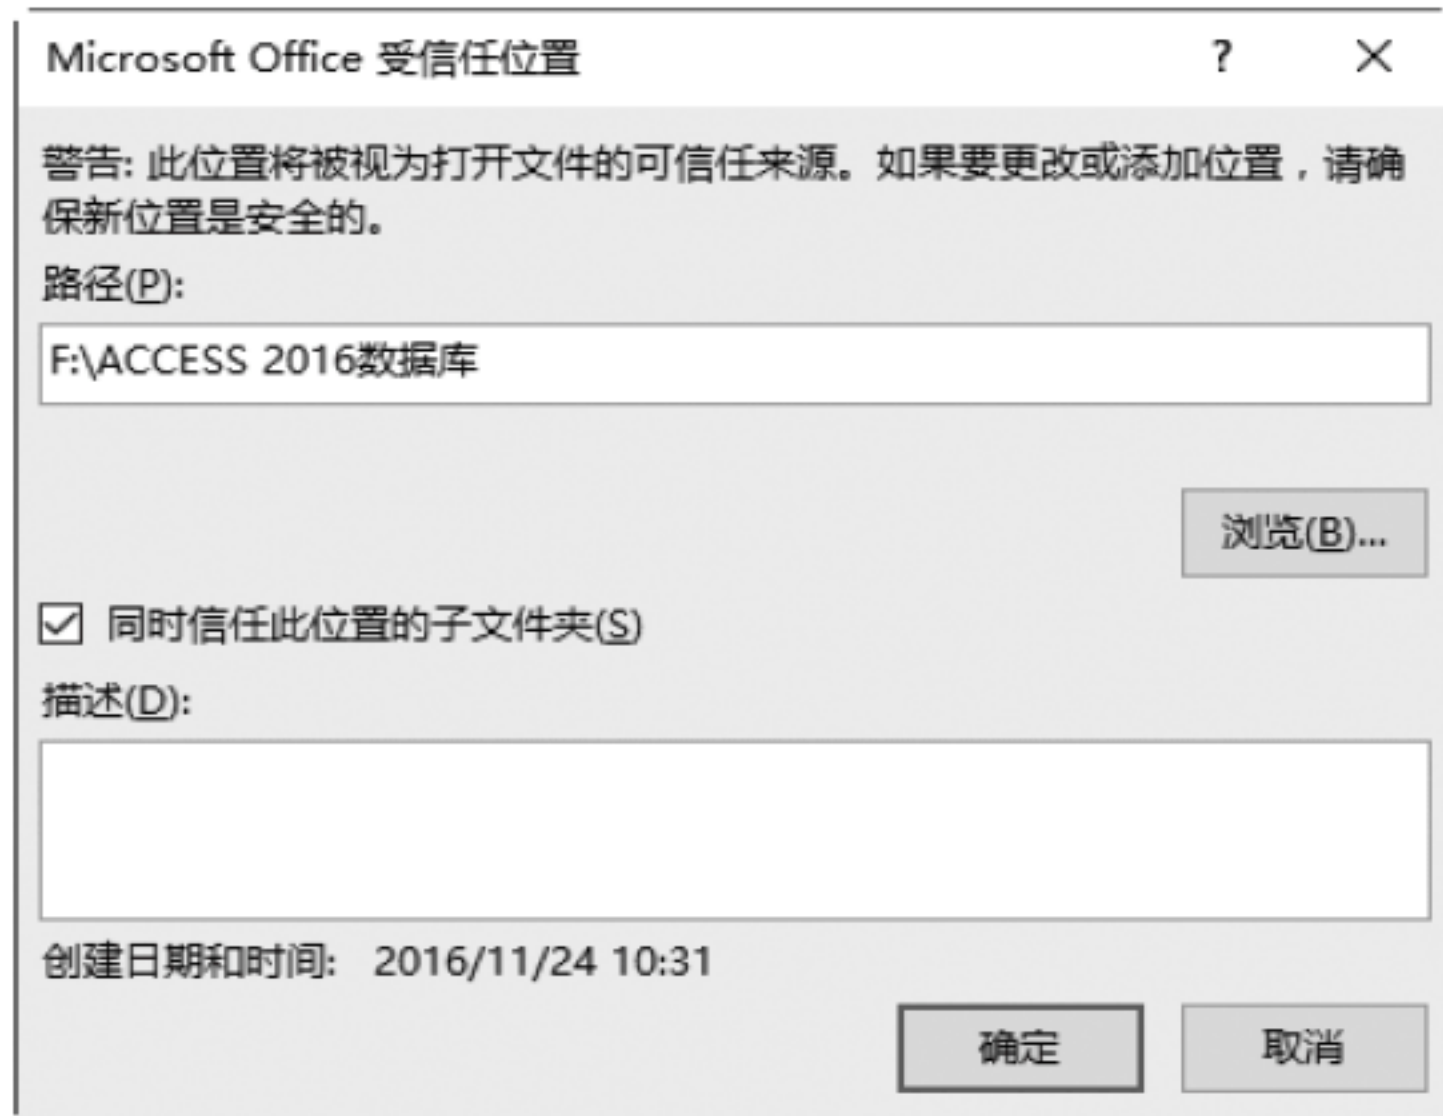 Microsoft Office 受信任位置 ? ×
警告: 此位置将被视为打开文件的可信任来源。如果要更改或添加位置，请确
保新位置是安全的。
路径(P):
F:\ACCESS 2016数据库
浏览(B)...
同时信任此位置的子文件夹(S)
描述(D):
创建日期和时间: 2016/11/24 10:31
确定 取消